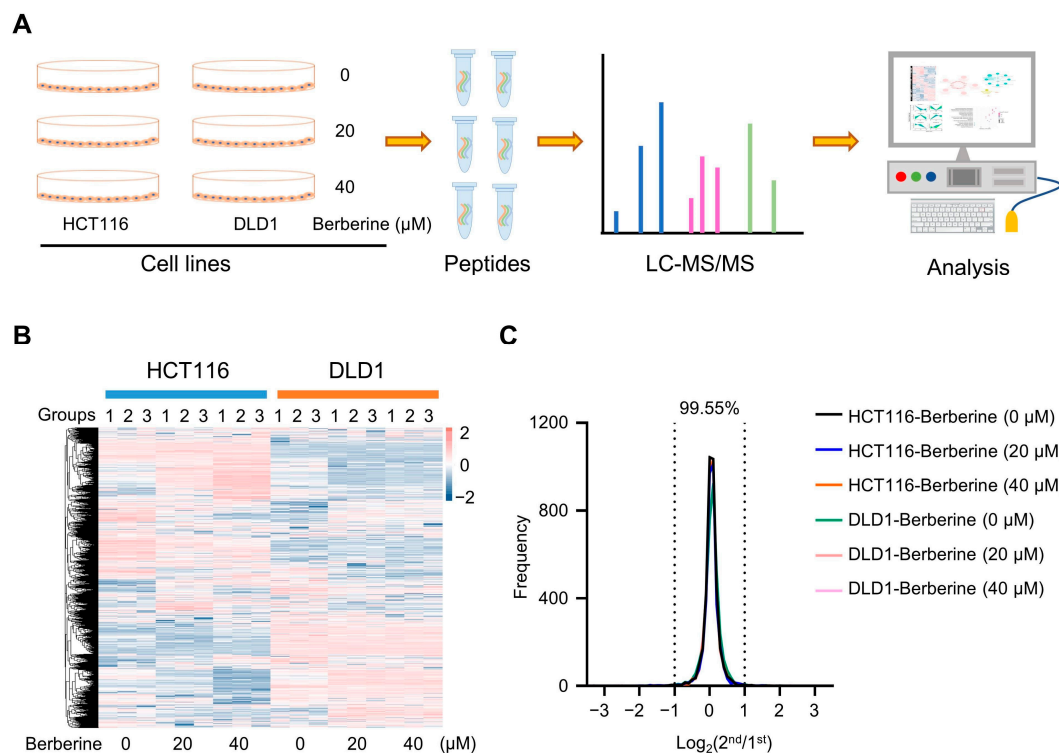 A
0
20
40
HCT116 DLD1 Berberine (µM)
Cell lines
Peptides
LC-MS/MS
Analysis
B
HCT116 DLD1
Groups 1 2 3 1 2 3 1 2 3 1 2 3 1 2 3 1 2 3
2
0
−2
Berberine 0 20 40 0 20 40 (µM)
C
99.55%
1200
800
400
0
Frequency
−3 −2 −1 0 1 2 3
Log2(2nd/1st)
HCT116-Berberine (0 µM)
HCT116-Berberine (20 µM
HCT116-Berberine (40 µM
DLD1-Berberine (0 µM)
DLD1-Berberine (20 µM)
DLD1-Berberine (40 µM)